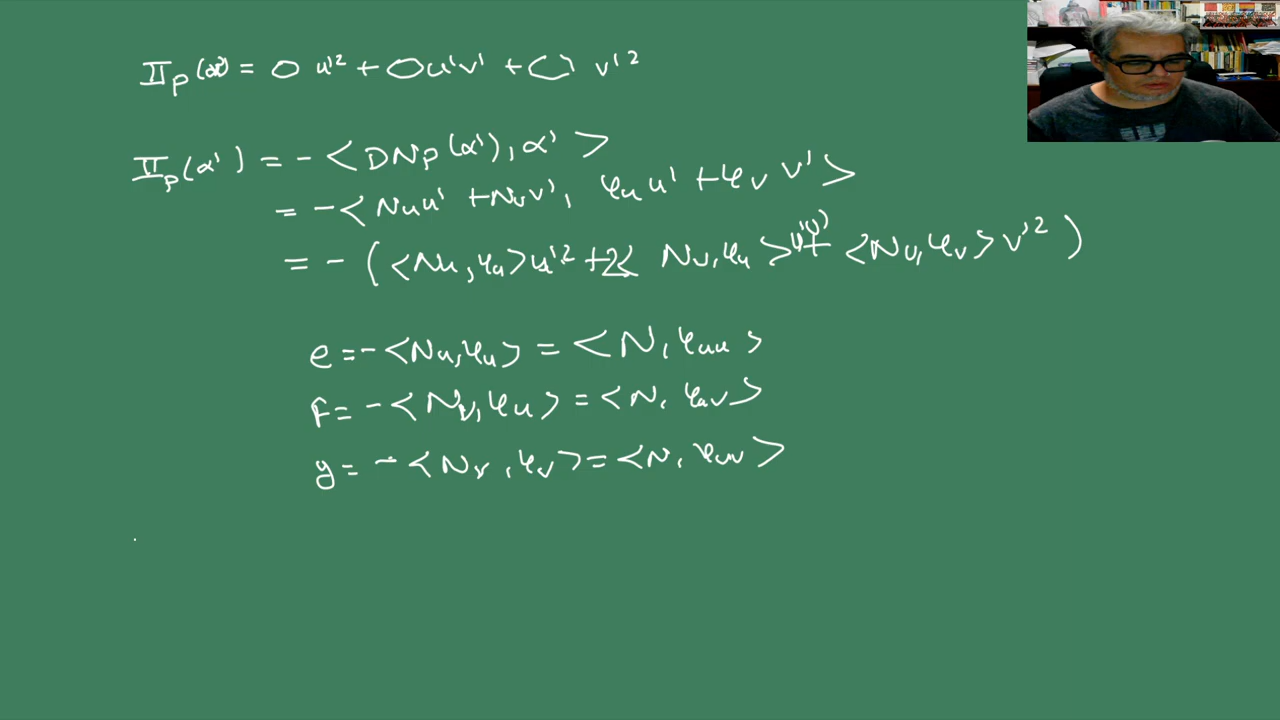 II_p(α') = O u'² + O u'v' + O v'²
II_p(α') = - < DN_p(α'), α' >
= - < N_u u' + N_v v', φ_u u' + φ_v v' >
= - ( < N_u, φ_u > u'² + 2 < N_v, φ_u > u'v' + < N_v, φ_v > v'² )
e = - < N_u, φ_u > = < N, φ_uu >
f = - < N_v, φ_u > = < N, φ_uv >
g = - < N_v, φ_v > = < N, φ_vv >